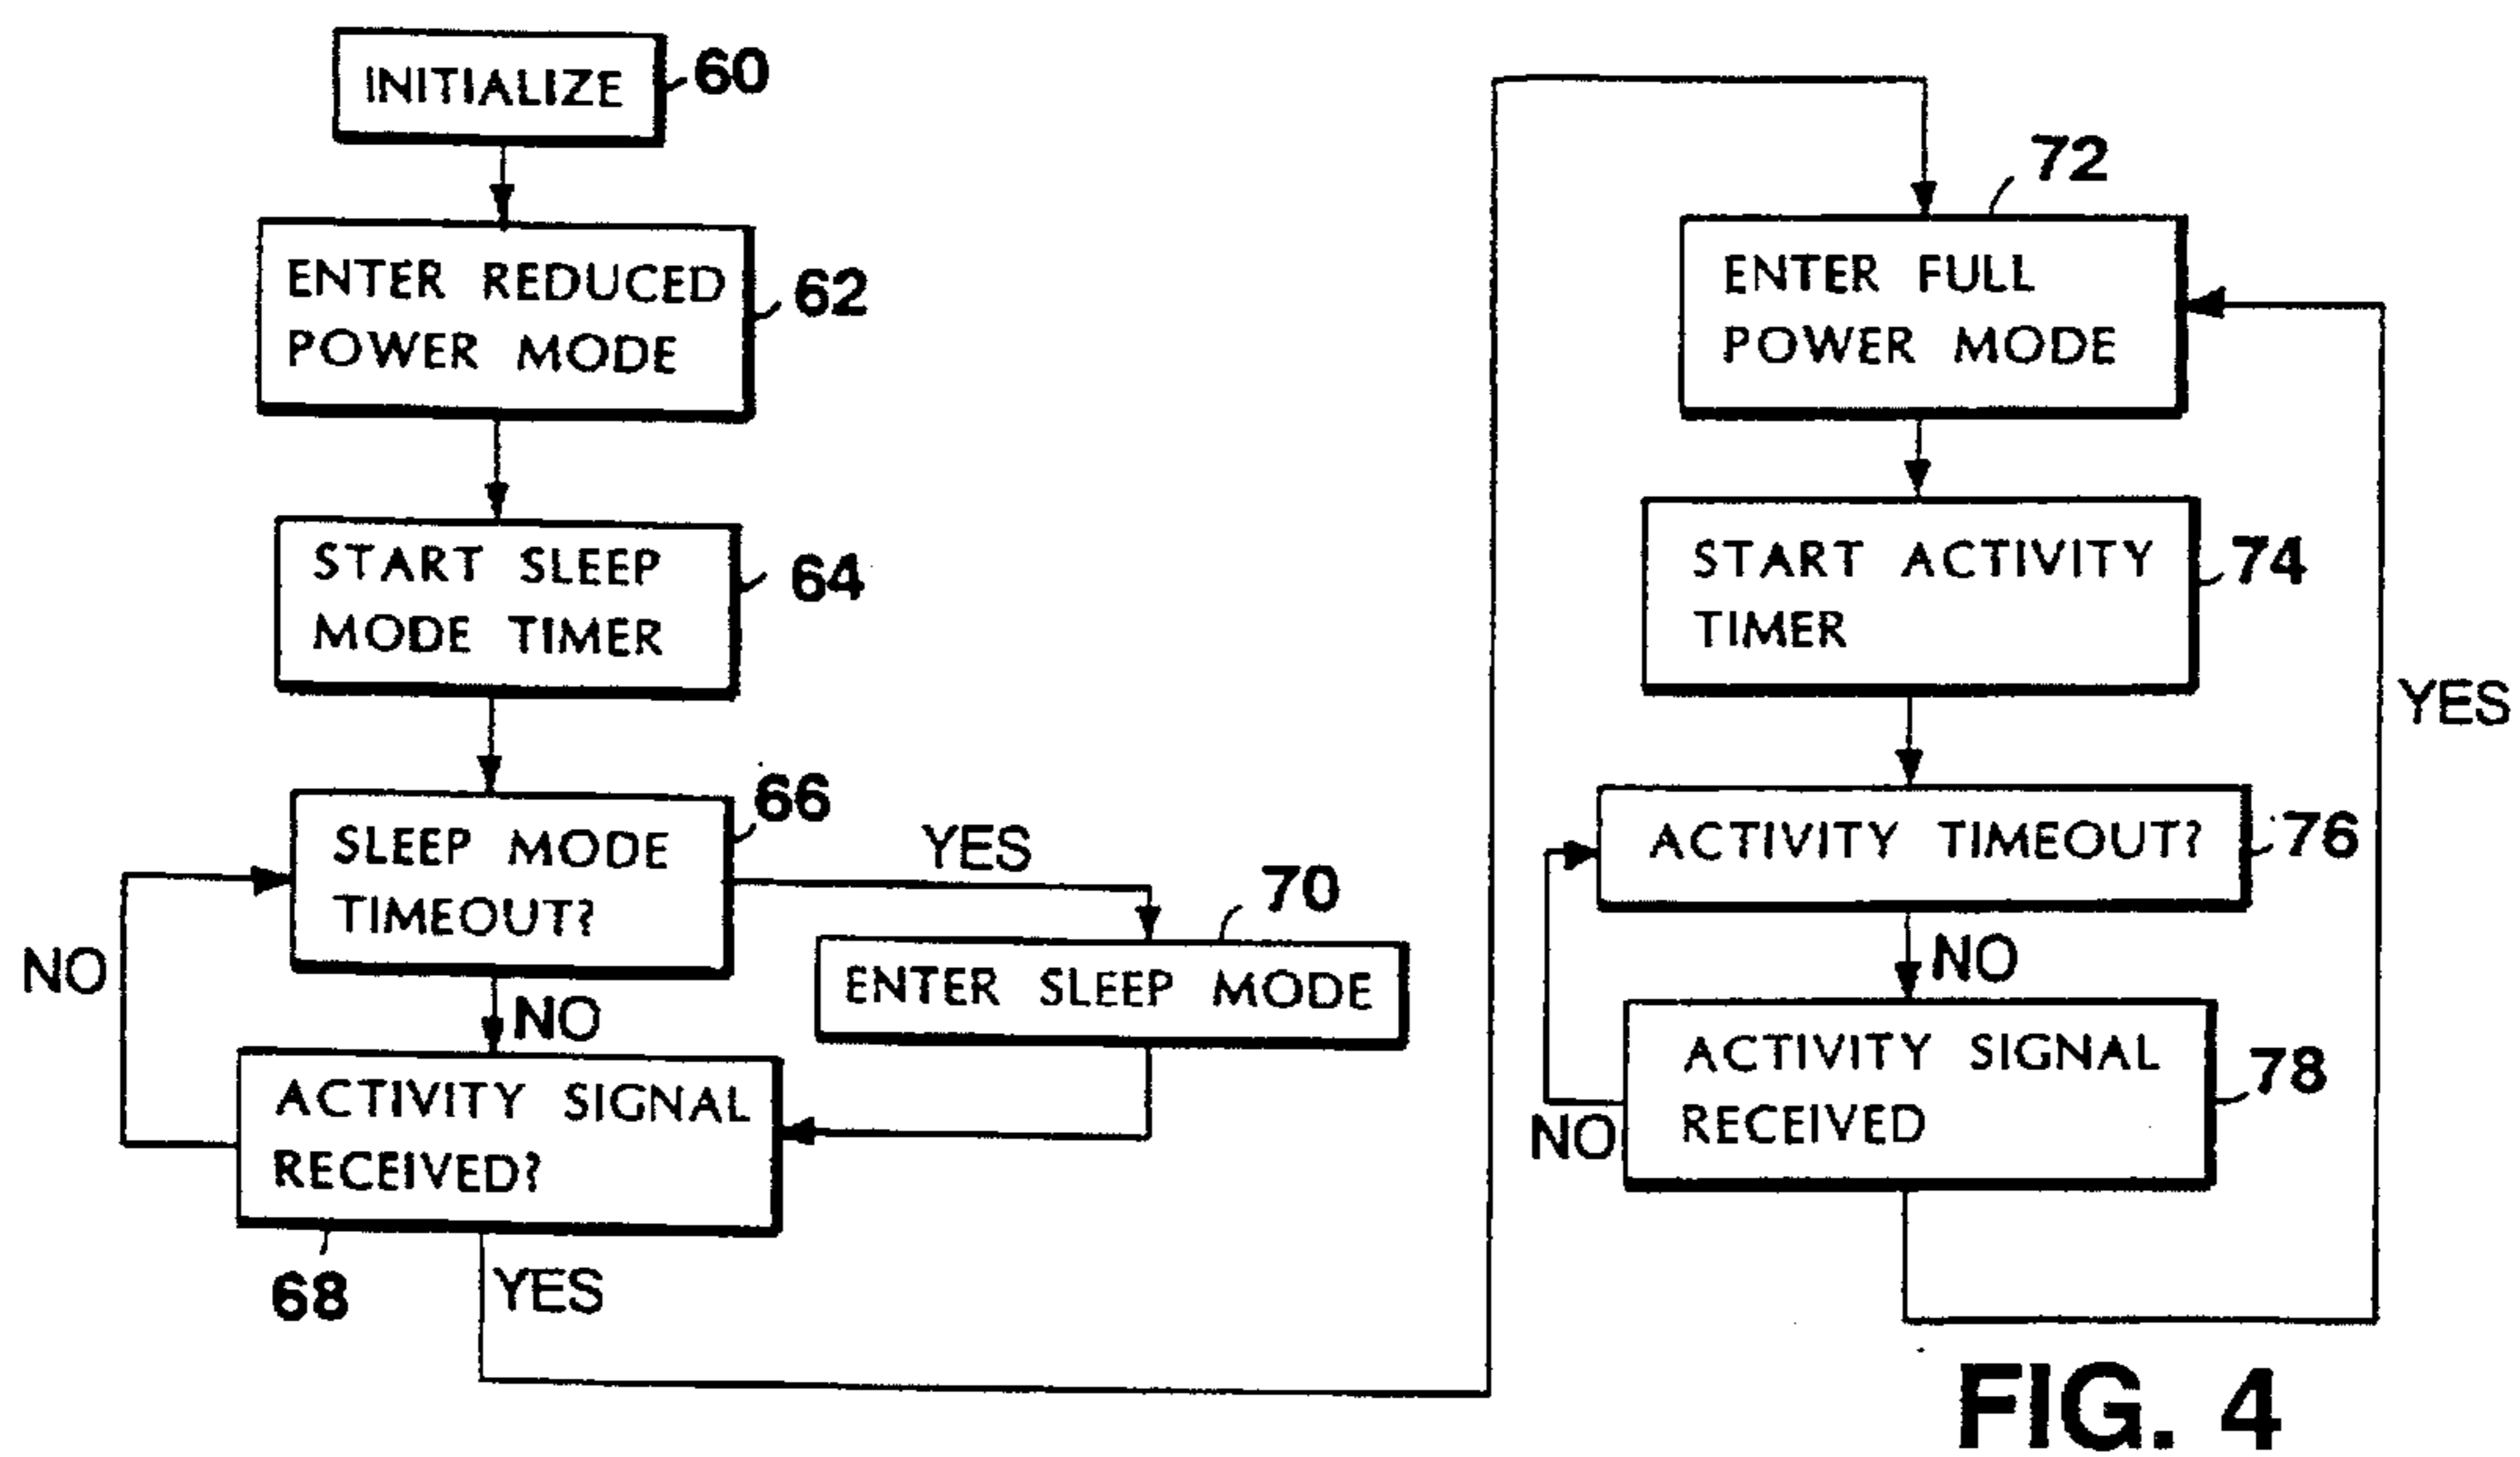 INITIALIZE
60
ENTER REDUCED
POWER MODE
62
START SLEEP
MODE TIMER
64
SLEEP MODE
TIMEOUT?
66
YES
NO
NO
70
ENTER SLEEP MODE
ACTIVITY SIGNAL
RECEIVED?
68
YES
72
ENTER FULL
POWER MODE
START ACTIVITY
TIMER
74
YES
ACTIVITY TIMEOUT?
76
NO
ACTIVITY SIGNAL
RECEIVED
78
NO
FIG. 4